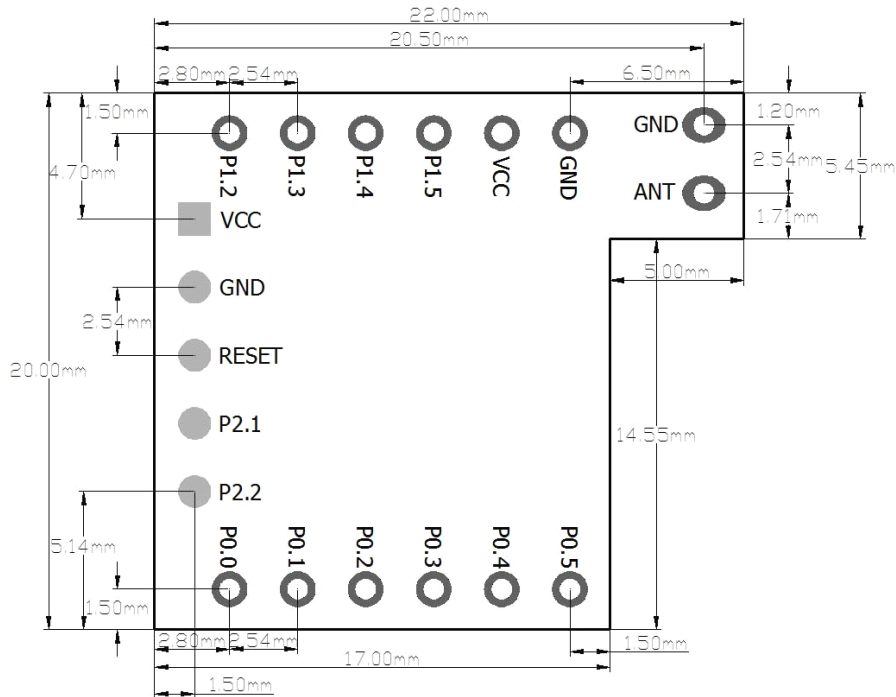 22.00mm
20.50mm
2.80mm 2.54mm 6.50mm
1.50mm 1.20mm
GND
P1.2 P1.3 P1.4 P1.5 VCC GND
2.54mm
4.70mm 5.45mm
ANT
VCC 1.71mm
5.00mm
GND
2.54mm
RESET
20.00mm
P2.1
14.55mm
P2.2
P0.0 P0.1 P0.2 P0.3 P0.4 P0.5
5.14mm
1.50mm
2.80mm 2.54mm 1.50mm
17.00mm
1.50mm